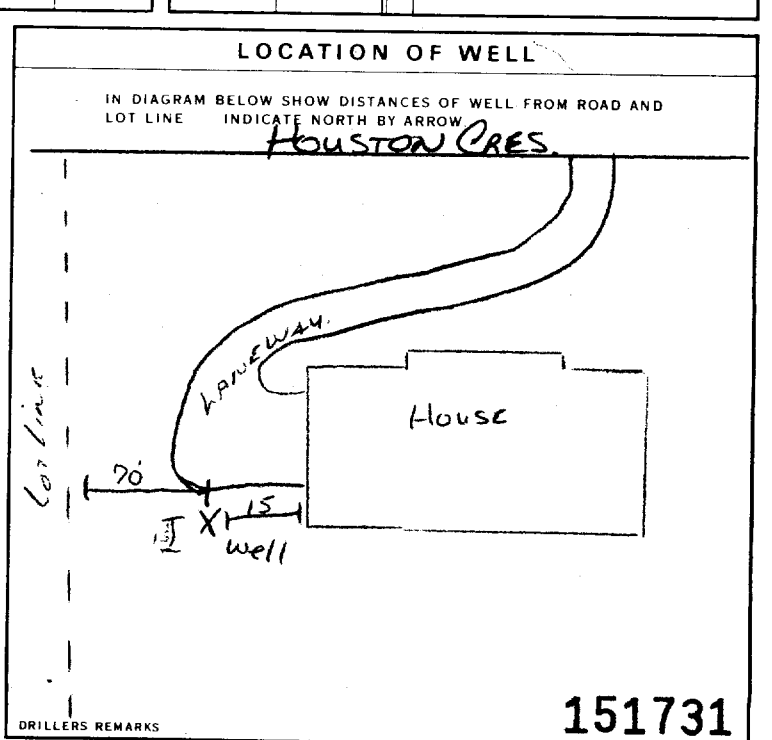 LOCATION OF WELL
IN DIAGRAM BELOW SHOW DISTANCES OF WELL FROM ROAD AND
LOT LINE INDICATE NORTH BY ARROW.
HOUSTON CRES.
LANEWAY.
House
Lot Line
70'
15
X
Well
151731
DRILLERS REMARKS